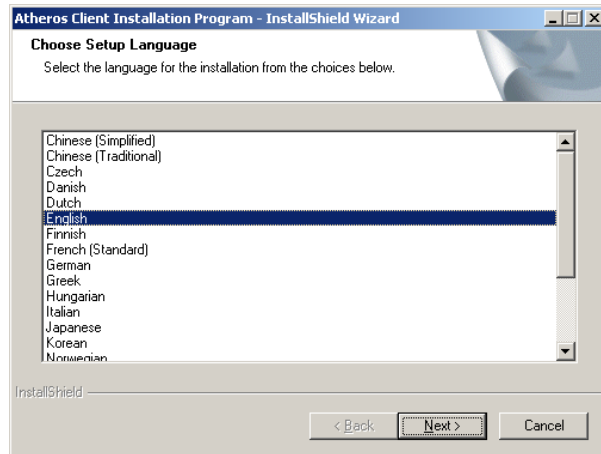 Atheros Client Installation Program - InstallShield Wizard
Choose Setup Language
Select the language for the installation from the choices below.
Chinese (Simplified)
Chinese (Traditional)
Czech
Danish
Dutch
English
Finnish
French (Standard)
German
Greek
Hungarian
Italian
Japanese
Korean
Norwegian
InstallShield
< Back
Next >
Cancel